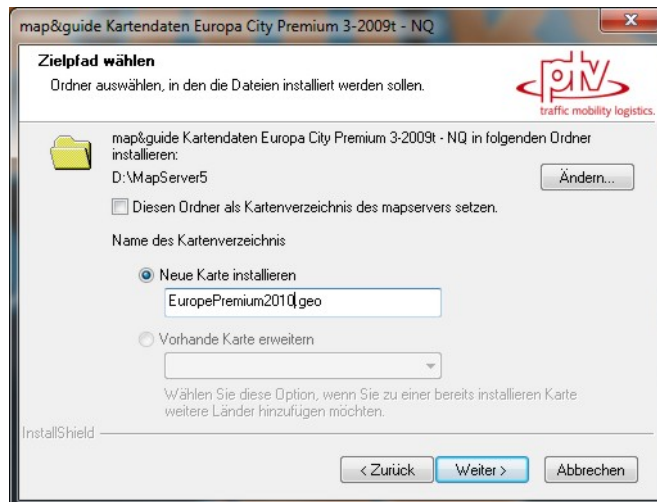 map&guide Kartendaten Europa City Premium 3-2009t - NQ
Zielpfad wählen
Ordner auswählen, in den die Dateien installiert werden sollen.
ptv
traffic mobility logistics.
map&guide Kartendaten Europa City Premium 3-2009t - NQ in folgenden Ordner
installieren:
D:\MapServer5
Ändern...
Diesen Ordner als Kartenverzeichnis des mapservers setzen.
Name des Kartenverzeichnis
Neue Karte installieren
EuropePremium2010.geo
Vorhande Karte erweitern
Wählen Sie diese Option, wenn Sie zu einer bereits installieren Karte
weitere Länder hinzufügen möchten.
InstallShield
< Zurück
Weiter >
Abbrechen